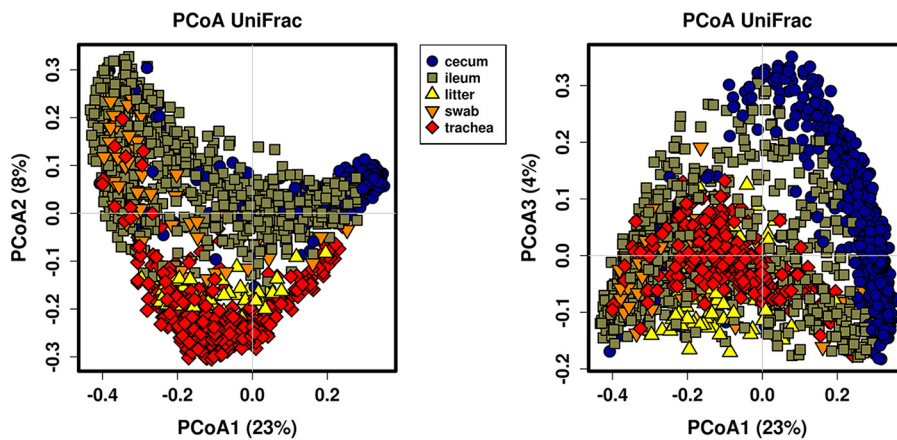 PCoA UniFrac
PCoA2 (8%)
0.3
0.2
0.1
0.0
-0.1
-0.2
-0.3
-0.4
-0.2
0.0
0.2
PCoA1 (23%)
cecum
ileum
litter
swab
trachea
PCoA UniFrac
PCoA3 (4%)
0.3
0.2
0.1
0.0
-0.1
-0.2
-0.4
-0.2
0.0
0.2
PCoA1 (23%)